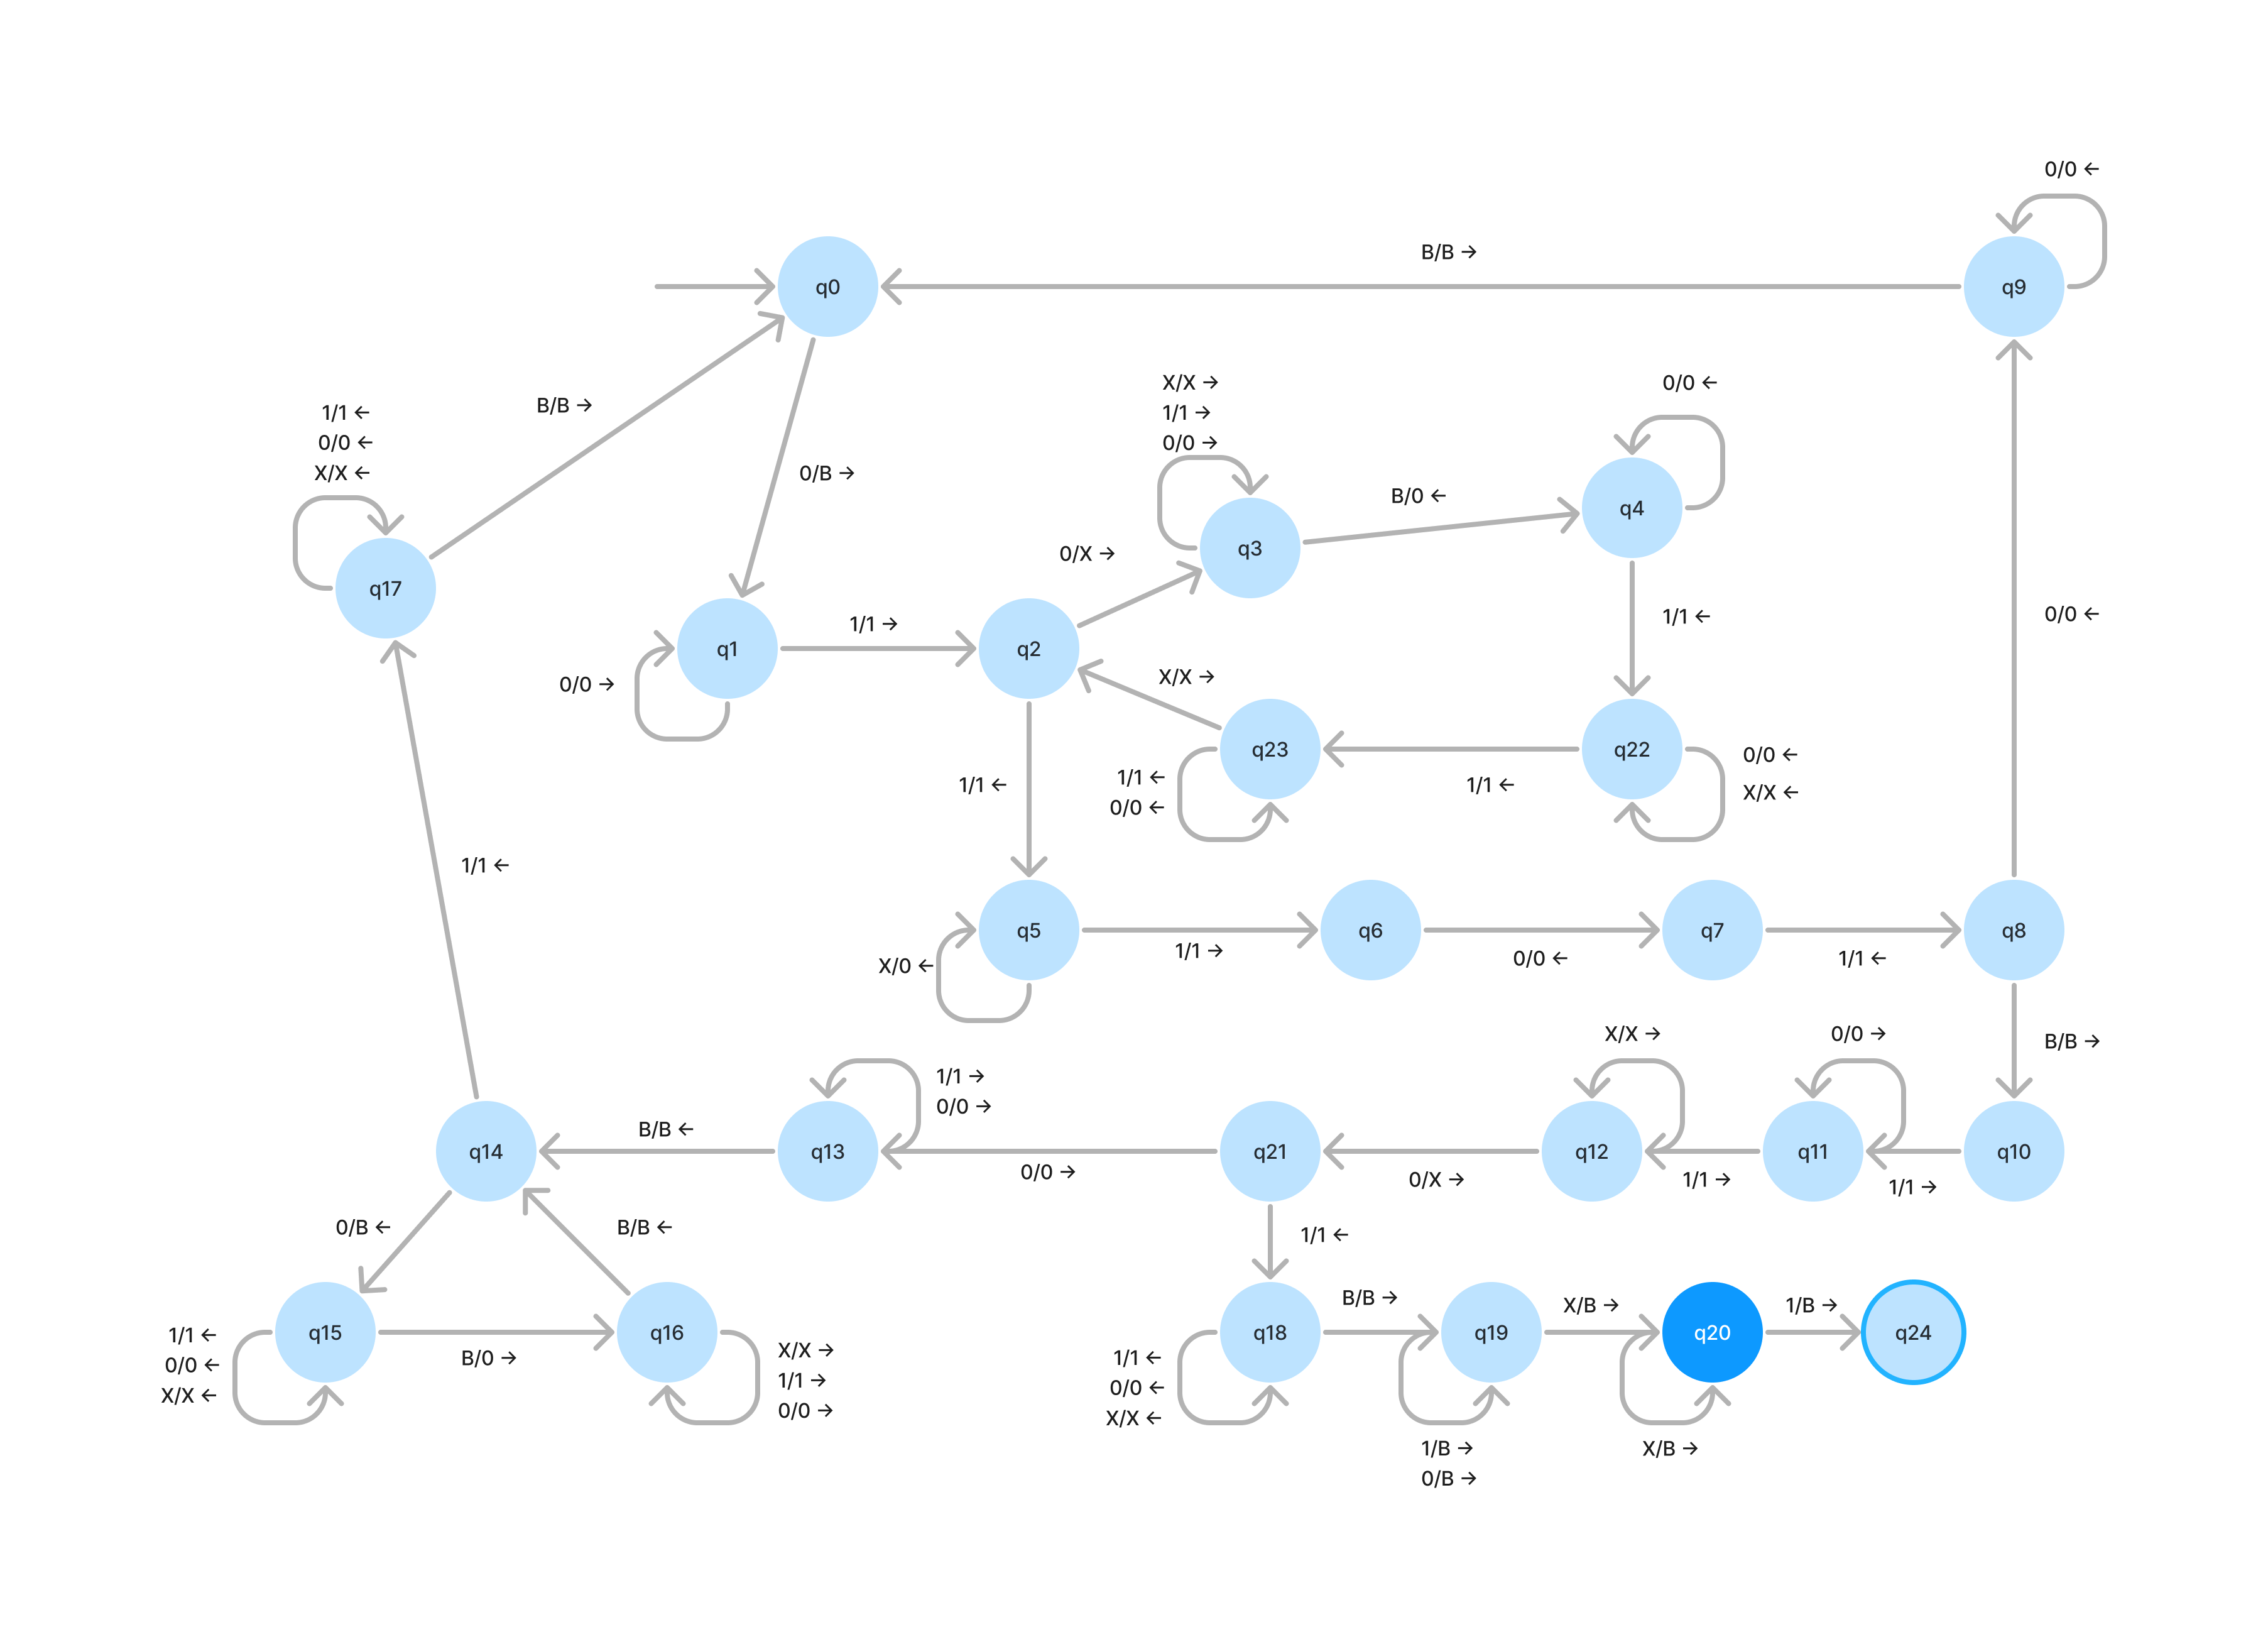 0/0 ←
B/B →
q0
q9
X/X →
1/1 →
0/0 →
0/0 ←
1/1 ←
0/0 ←
X/X ←
B/B →
0/B →
B/0 ←
q4
q3
0/X →
q17
1/1 →
1/1 ←
0/0 ←
q1
q2
0/0 →
X/X →
q23
q22
0/0 ←
X/X ←
1/1 ←
0/0 ←
1/1 ←
1/1 ←
1/1 ←
q5
q6
q7
q8
1/1 →
0/0 ←
1/1 ←
X/0 ←
X/X →
0/0 →
B/B →
1/1 →
0/0 →
B/B ←
q14
q13
q21
q12
q11
q10
0/0 →
0/X →
1/1 →
1/1 →
0/B ←
B/B ←
1/1 ←
B/B →
X/B →
1/B →
q15
q16
q18
q19
q20
q24
1/1 ←
0/0 ←
X/X ←
B/0 →
X/X →
1/1 →
0/0 →
1/1 ←
0/0 ←
X/X ←
1/B →
0/B →
X/B →